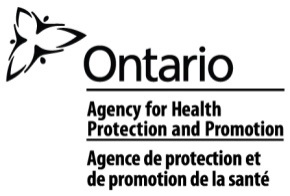 Ontario
Agency for Health
Protection and Promotion
Agence de protection et
de promotion de la santé